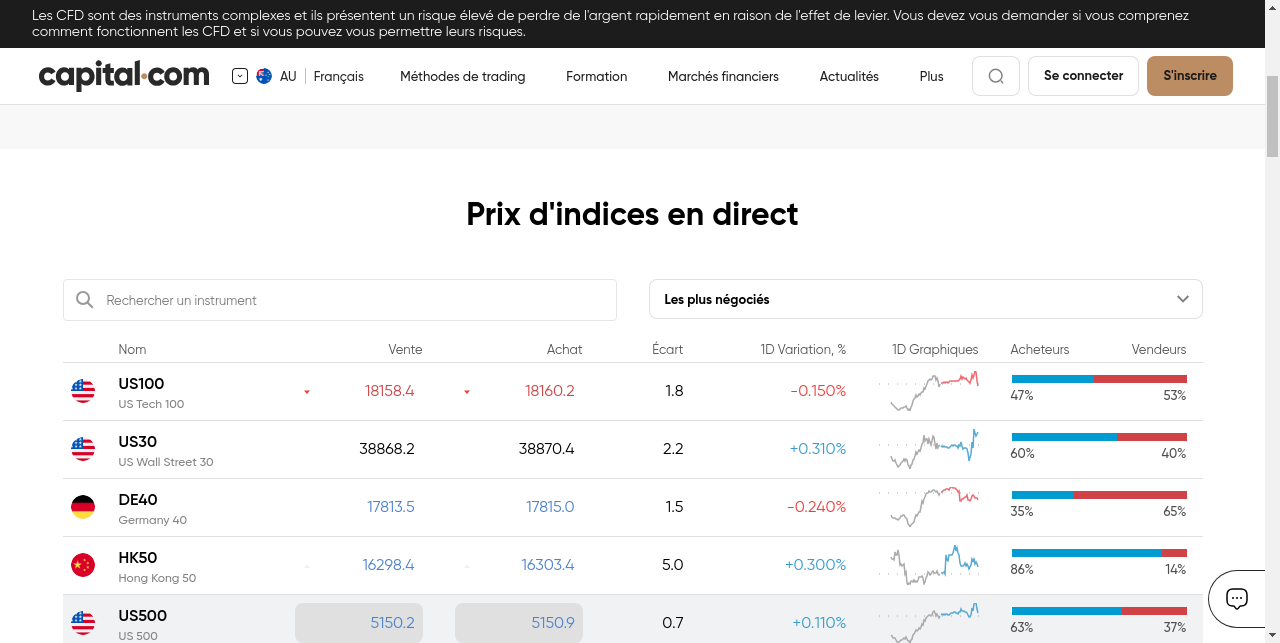 Les CFD sont des instruments complexes et ils présentent un risque élevé de perdre de l'argent rapidement en raison de l'effet de levier. Vous devez vous demander si vous comprenez
comment fonctionnent les CFD et si vous pouvez vous permettre leurs risques.
capital.com AU Français Méthodes de trading Formation Marchés financiers Actualités Plus Se connecter S'inscrire
Prix d'indices en direct
Rechercher un instrument Les plus négociés
Nom Vente Achat Écart 1D Variation, % 1D Graphiques Acheteurs Vendeurs
US100 18158.4 18160.2 1.8 -0.150%
US Tech 100 47% 53%
US30 38868.2 38870.4 2.2 +0.310%
US Wall Street 30 60% 40%
DE40 17813.5 17815.0 1.5 -0.240%
Germany 40 35% 65%
HK50 16298.4 16303.4 5.0 +0.300%
Hong Kong 50 86% 14%
US500 5150.2 5150.9 0.7 +0.110%
US 500 63% 37%